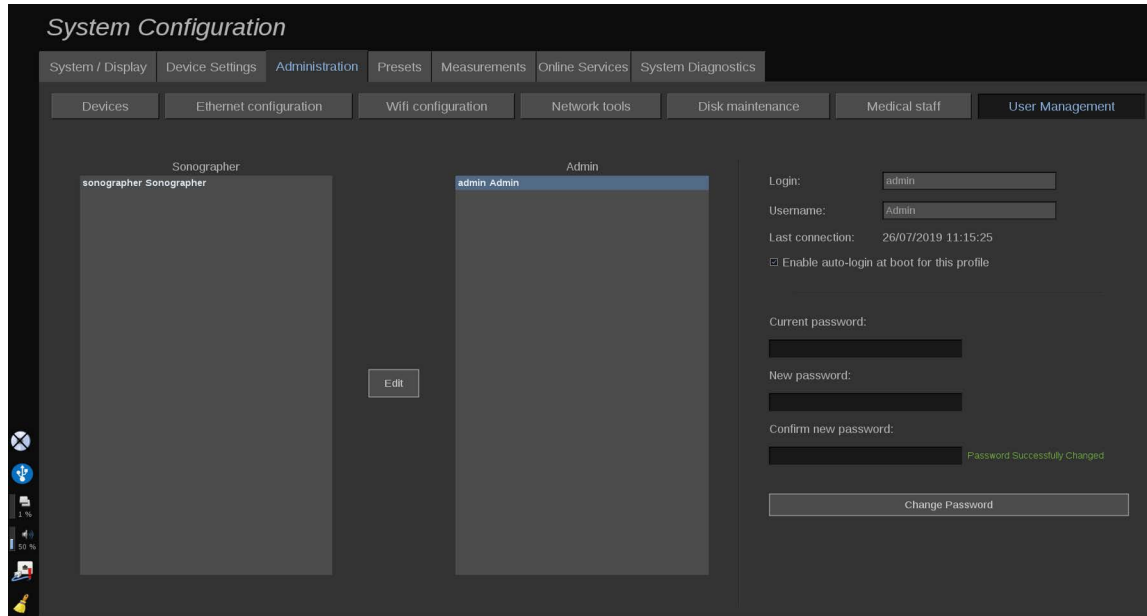 System Configuration
System / Display Device Settings Administration Presets Measurements Online Services System Diagnostics
Devices Ethernet configuration Wifi configuration Network tools Disk maintenance Medical staff User Management
Sonographer
sonographer Sonographer
Edit
Admin
admin Admin
Login: admin
Username: Admin
Last connection: 26/07/2019 11:15:25
Enable auto-login at boot for this profile
Current password:
New password:
Confirm new password:
Password Successfully Changed
Change Password
1 %
50 %